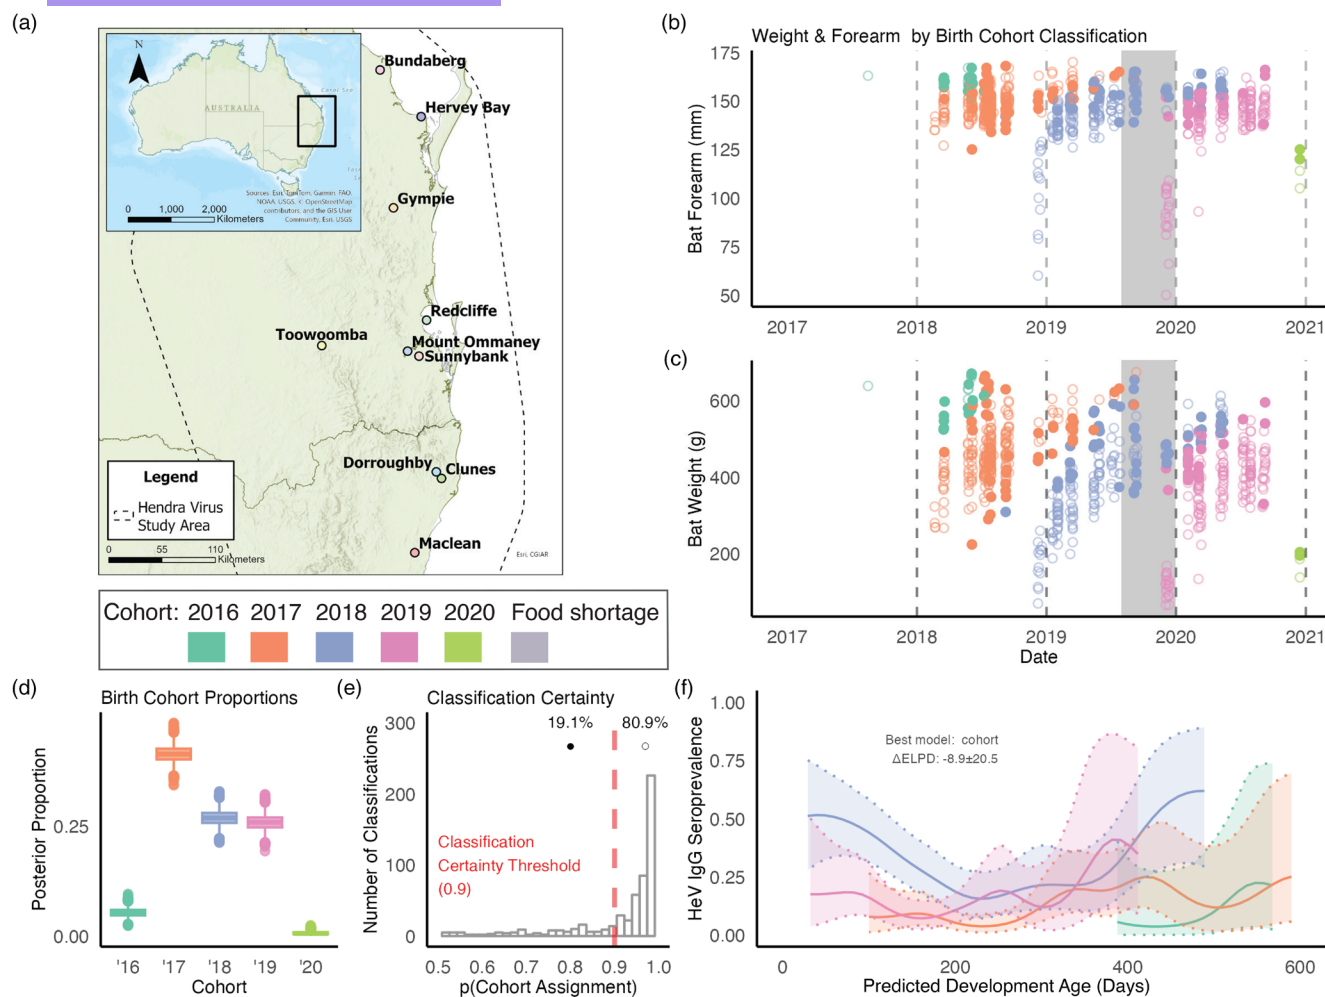 (a)
N
Coral Sea
AUSTRALIA
Sources: Esri, TomTom, Garmin, FAO,
NOAA, USGS, © OpenStreetMap
contributors, and the GIS User
Community, Esri, USGS
0 1,000 2,000
Kilometers
Bundaberg
Hervey Bay
Gympie
Redcliffe
Toowoomba
Mount Ommaney
Sunnybank
Dorroughby
Clunes
Maclean
Legend
Hendra Virus
Study Area
0 55 110
Kilometers
Esri, CGIAR
Cohort: 2016 2017 2018 2019 2020 Food shortage
(b)
Weight & Forearm by Birth Cohort Classification
Bat Forearm (mm)
175
150
125
100
75
50
2017 2018 2019 2020 2021
(c)
Bat Weight (g)
600
400
200
2017 2018 2019 2020 2021
Date
(d)
Birth Cohort Proportions
Posterior Proportion
0.25
0.00
'16 '17 '18 '19 '20
Cohort
(e)
Classification Certainty
19.1% 80.9%
Number of Classifications
300
200
100
0
Classification
Certainty Threshold
(0.9)
0.5 0.6 0.7 0.8 0.9 1.0
p(Cohort Assignment)
(f)
HeV IgG Seroprevalence
1.00
0.75
0.50
0.25
0.00
Best model: cohort
ΔELPD: -8.9±20.5
0 200 400 600
Predicted Development Age (Days)